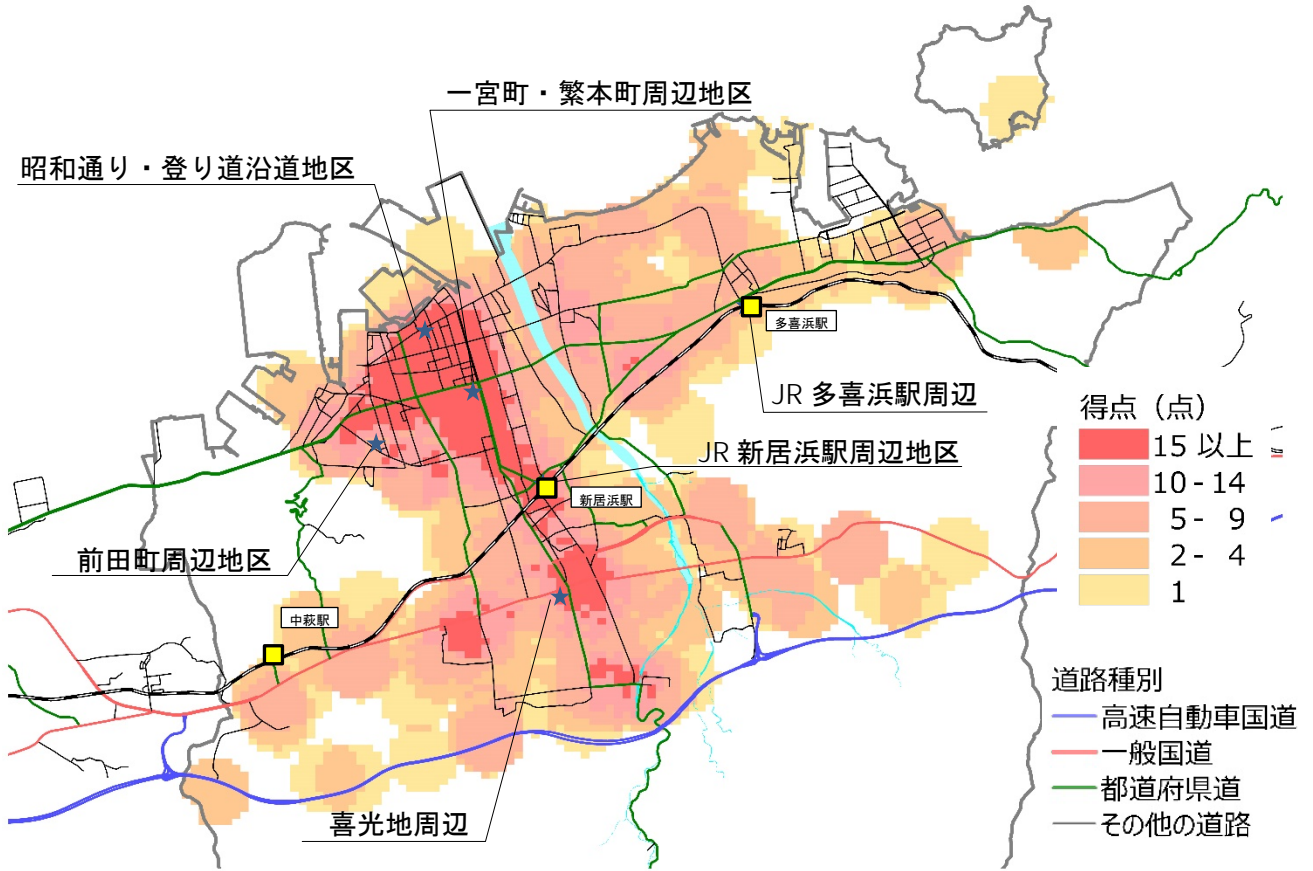 一宮町・繁本町周辺地区
昭和通り・登り道沿道地区
多喜浜駅
JR 多喜浜駅周辺
JR 新居浜駅周辺地区
新居浜駅
前田町周辺地区
中萩駅
喜光地周辺
得点（点）
15 以上
10 - 14
5 - 9
2 - 4
1
道路種別
高速自動車国道
一般国道
都道府県道
その他の道路